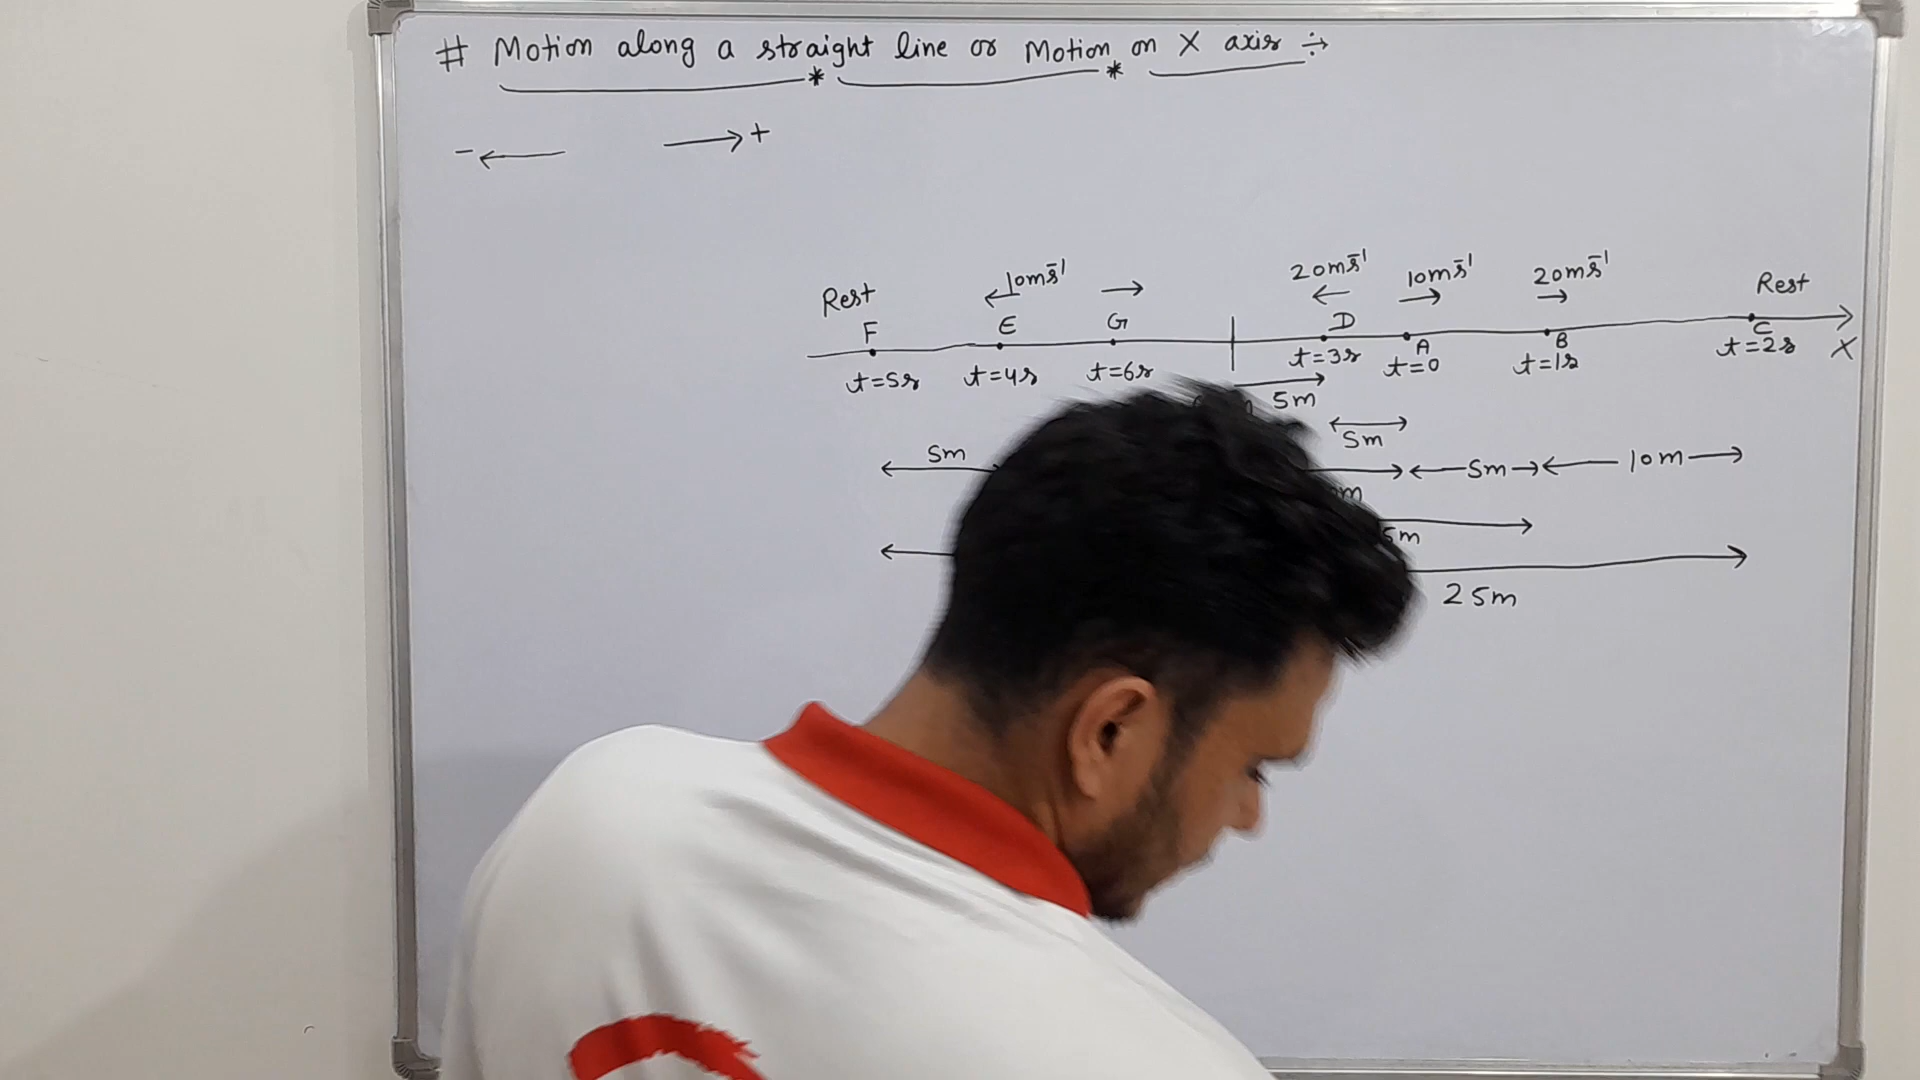 # Motion along a straight line or Motion on X axis ÷
- ← → +
Rest ←10ms⁻¹ → 20ms⁻¹ ← 10ms⁻¹ → 20ms⁻¹ → Rest
F E G D A B C X
t=5s t=4s t=6s t=3s t=0 t=1s t=2s
5m
5m
5m 5m 10m
5m
25m